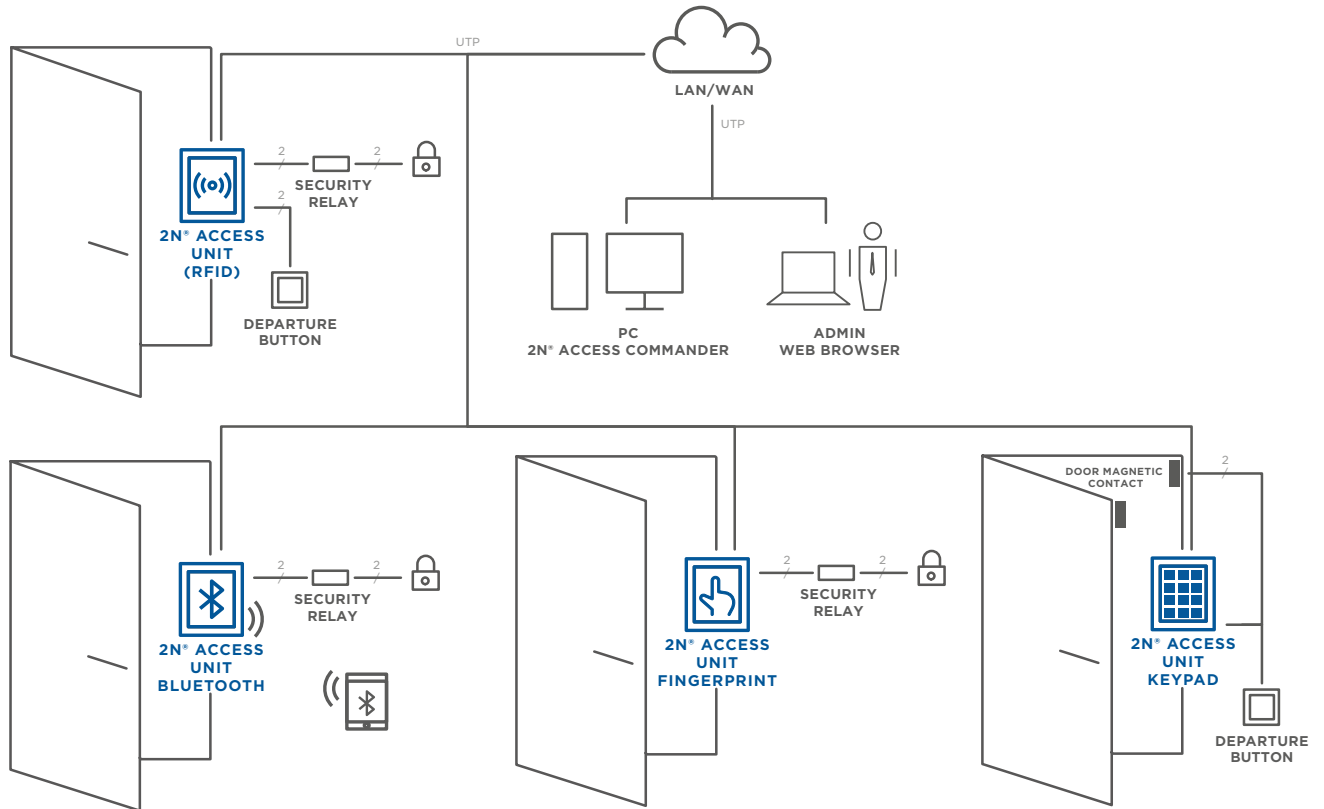 UTP
LAN/WAN
UTP
2
2
SECURITY
RELAY
2
2N® ACCESS
UNIT
(RFID)
DEPARTURE
BUTTON
PC
2N® ACCESS COMMANDER
ADMIN
WEB BROWSER
DOOR MAGNETIC
CONTACT
2
2
2
SECURITY
RELAY
2N® ACCESS
UNIT
BLUETOOTH
2
2
SECURITY
RELAY
2N® ACCESS
UNIT
FINGERPRINT
2N® ACCESS
UNIT
KEYPAD
DEPARTURE
BUTTON